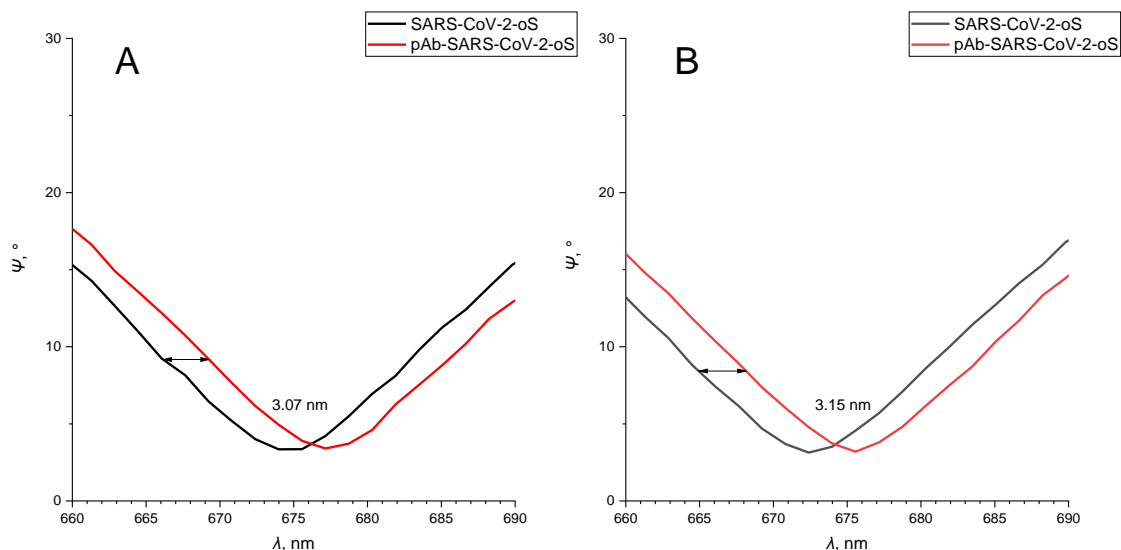 SARS-CoV-2-oS
pAb-SARS-CoV-2-oS
A
30
20
10
0
Ψ, °
3.07 nm
660 665 670 675 680 685 690
λ, nm
SARS-CoV-2-oS
pAb-SARS-CoV-2-oS
B
30
20
10
0
Ψ, °
3.15 nm
660 665 670 675 680 685 690
λ, nm